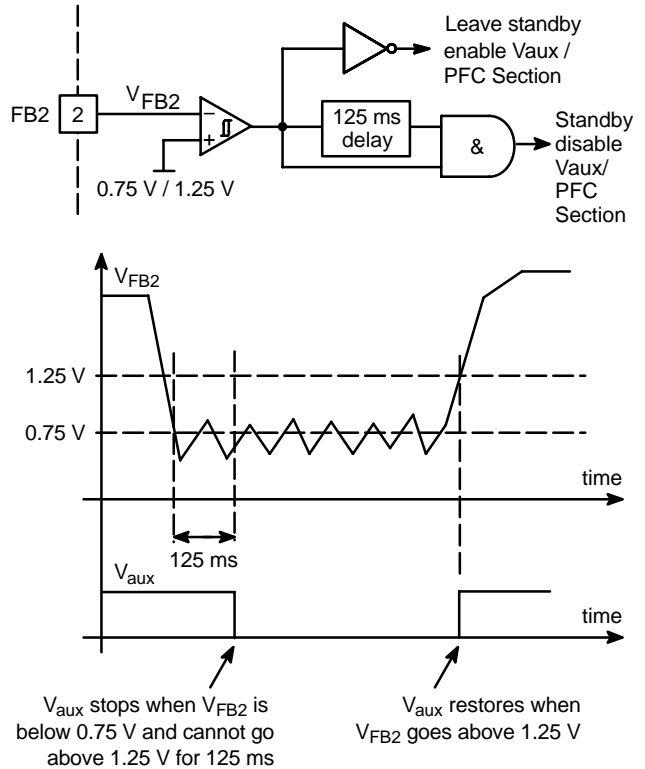 Leave standby
enable Vaux /
PFC Section
FB2
2
VFB2
−
+
0.75 V / 1.25 V
125 ms
delay
&
Standby
disable
Vaux/
PFC
Section
VFB2
1.25 V
0.75 V
time
125 ms
Vaux
time
Vaux stops when VFB2 is
below 0.75 V and cannot go
above 1.25 V for 125 ms
Vaux restores when
VFB2 goes above 1.25 V